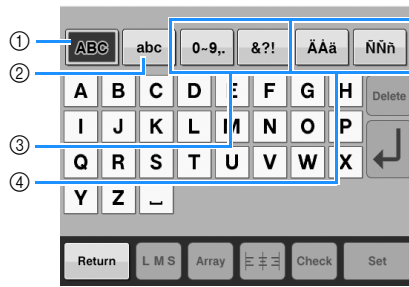 ① ABC abc 0~9,. &?! ÄÅä ÑÑñ
②
A B C D E F G H Delete
I J K L M N O P
③
Q R S T U V W X
④
Y Z
Return L M S Array Check Set